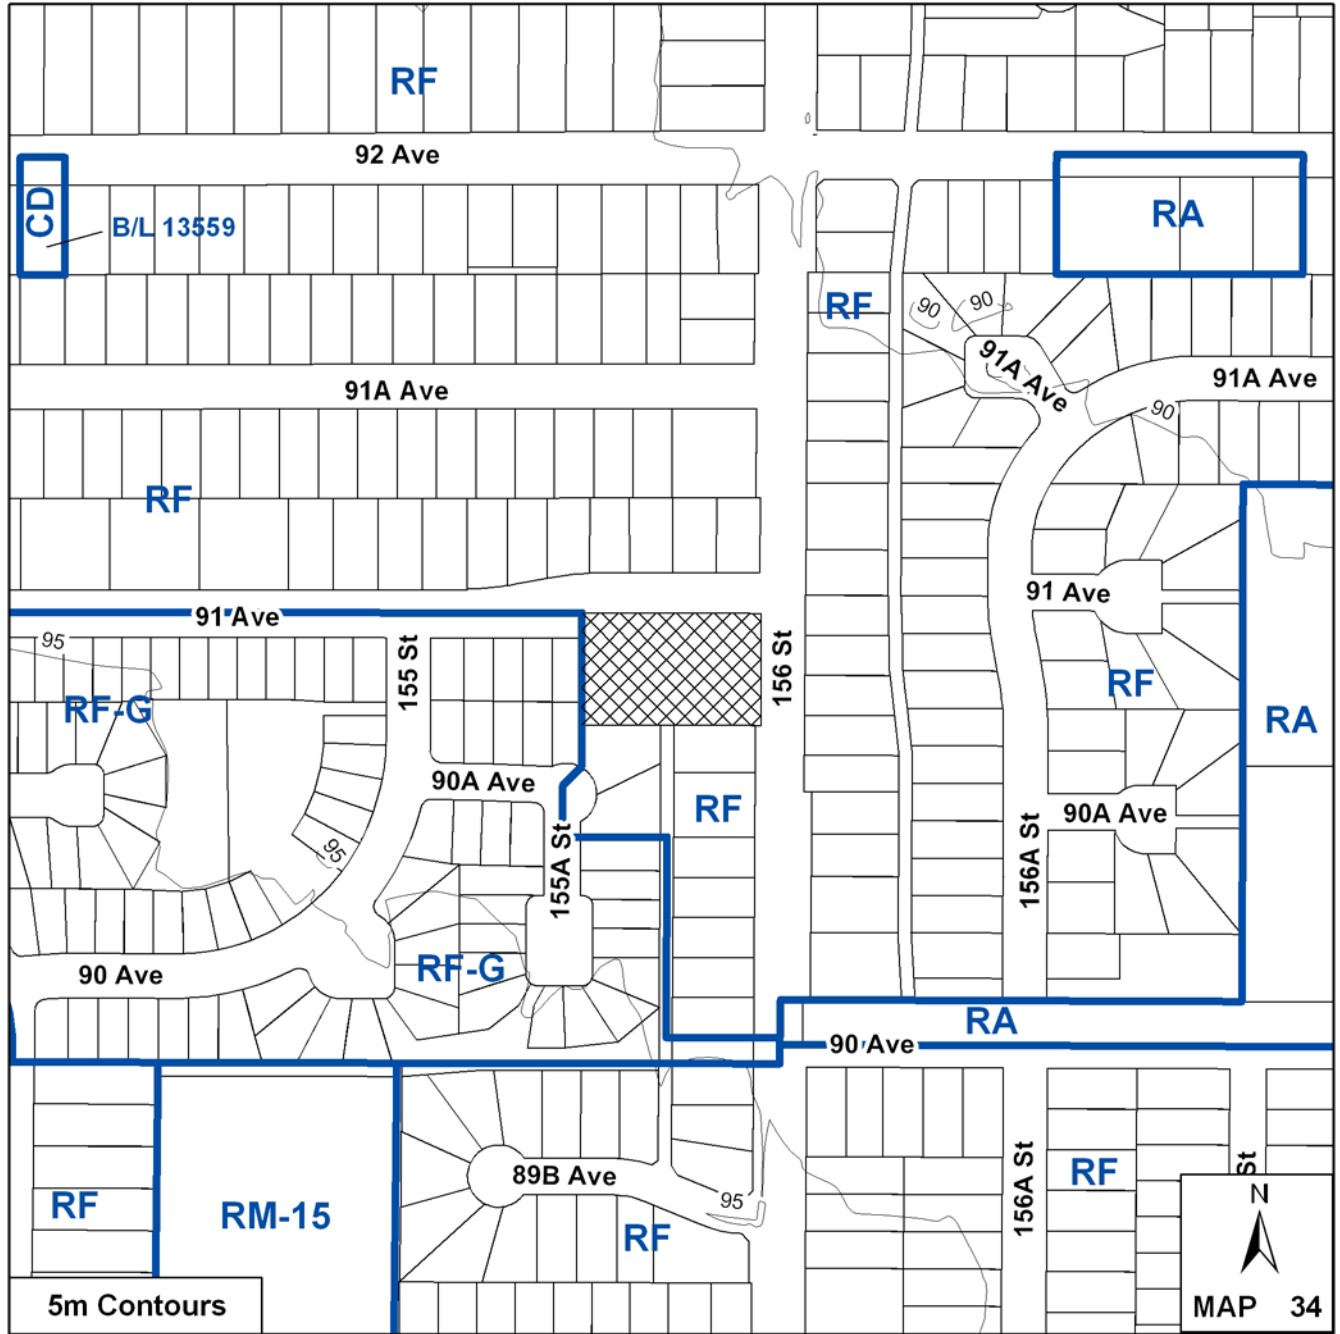 RF
92 Ave
CD
B/L 13559
RA
RF
90
90
91A Ave
91A Ave
91A Ave
90
RF
91 Ave
91 Ave
95
155 St
156 St
RF-G
RF
RA
90A Ave
RF
90A Ave
95
155A St
156A St
RF-G
90 Ave
RA
90 Ave
89B Ave
95
156A St
RF
St
RF
RM-15
RF
N
5m Contours
MAP 34